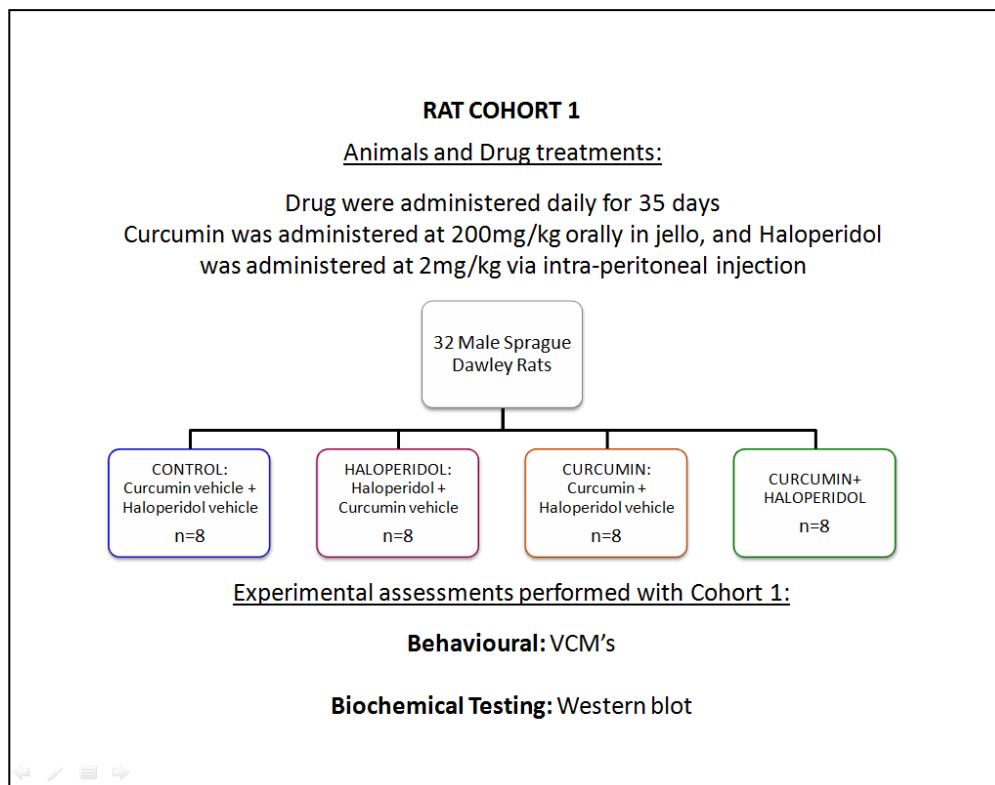 RAT COHORT 1
Animals and Drug treatments:
Drug were administered daily for 35 days
Curcumin was administered at 200mg/kg orally in jello, and Haloperidol
was administered at 2mg/kg via intra-peritoneal injection
32 Male Sprague
Dawley Rats
CONTROL:
Curcumin vehicle +
Haloperidol vehicle
n=8
HALOPERIDOL:
Haloperidol +
Curcumin vehicle
n=8
CURCUMIN:
Curcumin +
Haloperidol vehicle
n=8
CURCUMIN+
HALOPERIDOL
n=8
Experimental assessments performed with Cohort 1:
Behavioural: VCM's
Biochemical Testing: Western blot